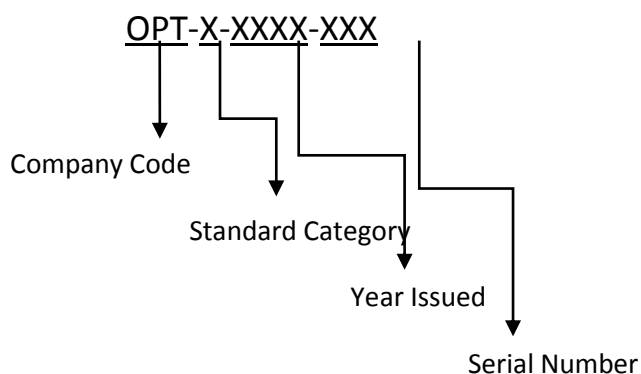 OPT-X-XXXX-XXX
Company Code
Standard Category
Year Issued
Serial Number